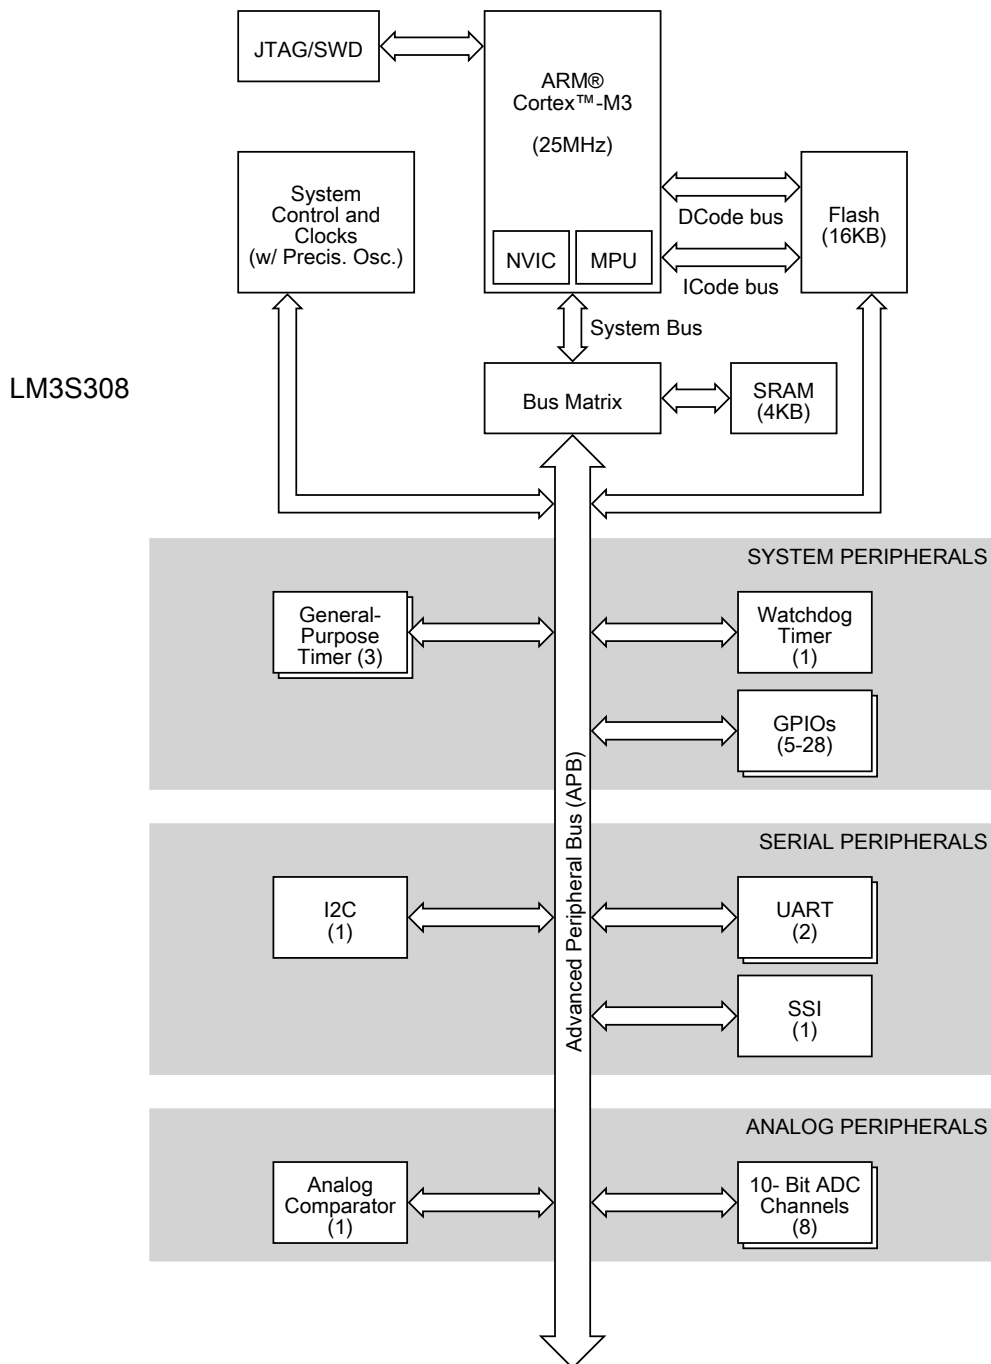 JTAG/SWD
ARM®
Cortex™-M3
(25MHz)
NVIC
MPU
System
Control and
Clocks
(w/ Precis. Osc.)
DCode bus
ICode bus
Flash
(16KB)
System Bus
LM3S308
Bus Matrix
SRAM
(4KB)
Advanced Peripheral Bus (APB)
SYSTEM PERIPHERALS
General-
Purpose
Timer (3)
Watchdog
Timer
(1)
GPIOs
(5-28)
SERIAL PERIPHERALS
I2C
(1)
UART
(2)
SSI
(1)
ANALOG PERIPHERALS
Analog
Comparator
(1)
10- Bit ADC
Channels
(8)